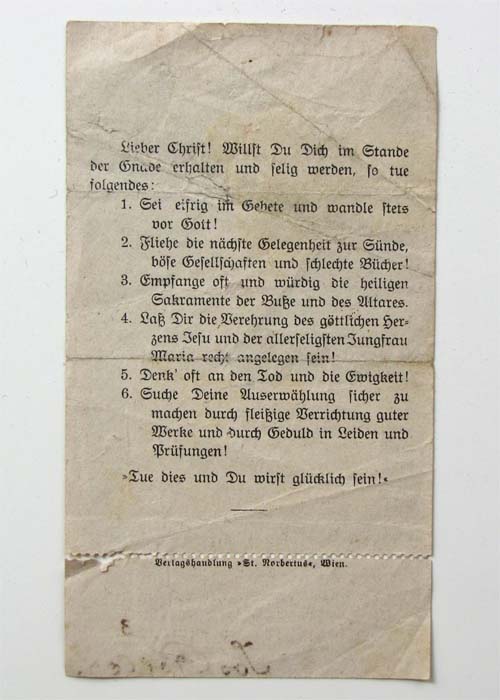 Lieber Christ! Willst Du Dich im Stande
der Gnade erhalten und selig werden, so tue
folgendes:
1. Sei eifrig im Gebete und wandle stets
vor Gott!
2. Fliehe die nächste Gelegenheit zur Sünde,
böse Gesellschaften und schlechte Bücher!
3. Empfange oft und würdig die heiligen
Sakramente der Buße und des Altares.
4. Laß Dir die Verehrung des göttlichen Her-
zens Jesu und der allerseligsten Jungfrau
Maria recht angelegen sein!
5. Denk' oft an den Tod und die Ewigkeit!
6. Suche Deine Auserwählung sicher zu
machen durch fleißige Verrichtung guter
Werke und durch Geduld in Leiden und
Prüfungen!
»Tue dies und Du wirst glücklich sein!«
Verlagshandlung »St. Norbertus«, Wien.